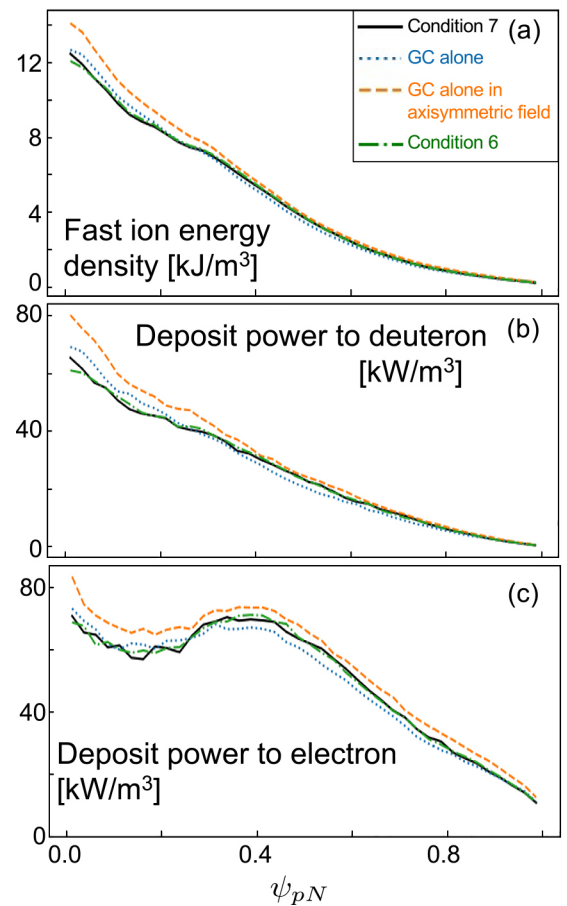 (a)
Condition 7
GC alone
GC alone in
axisymmetric field
Condition 6
12
8
4
0
Fast ion energy
density [kJ/m³]
(b)
80
40
0
Deposit power to deuteron
[kW/m³]
(c)
80
40
0
Deposit power to electron
[kW/m³]
0.0 0.4 0.8
ψpN